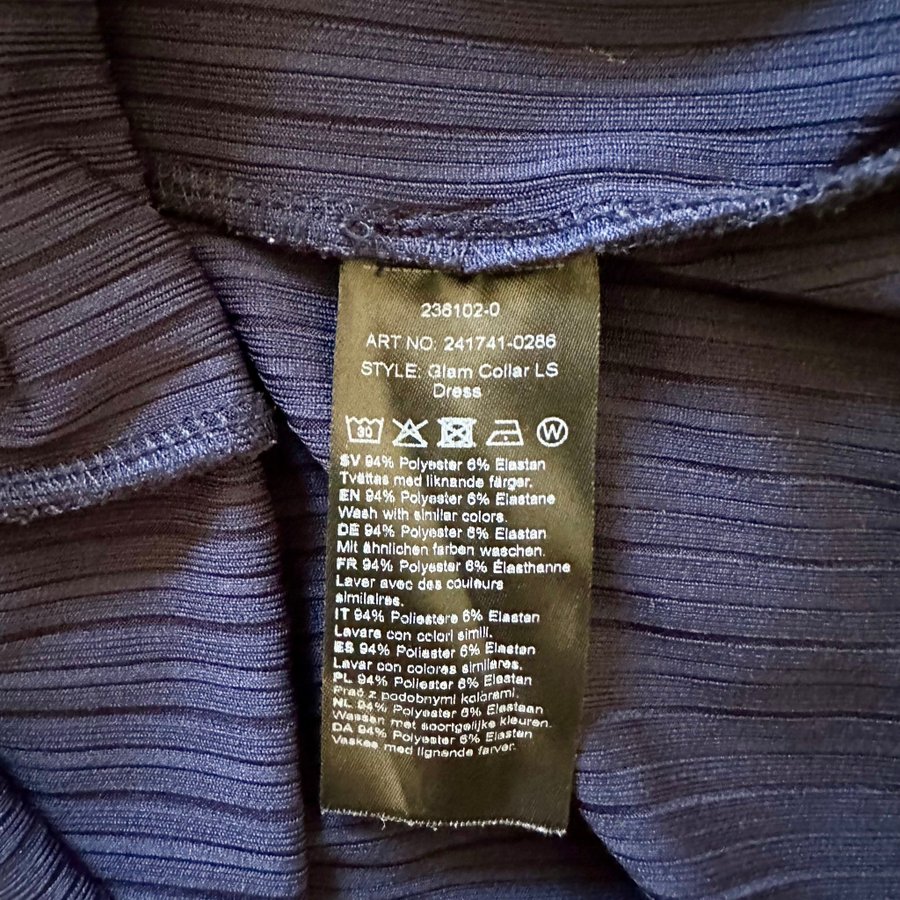 236102-0
ART NO: 241741-0286
STYLE: Glam Collar LS
Dress
30
W
SV 94% Polyester 6% Elastan
Tvättas med liknande färger.
EN 94% Polyester 6% Elastane
Wash with similar colors.
DE 94% Polyester 6% Elastan
Mit ähnlichen farben waschen.
FR 94% Polyester 6% Élasthanne
Laver avec des couleurs
similaires.
IT 94% Poliestere 6% Elastan
Lavare con colori simili.
ES 94% Poliester 6% Elastan
Lavar con colores similares.
PL 94% Poliester 6% Elastan
Prać z podobnymi kolorami.
NL 94% Polyester 6% Elastaan
Wassen met soortgelijke kleuren.
DA 94% Polyester 6% Elastan
Vaskes med lignende farver.